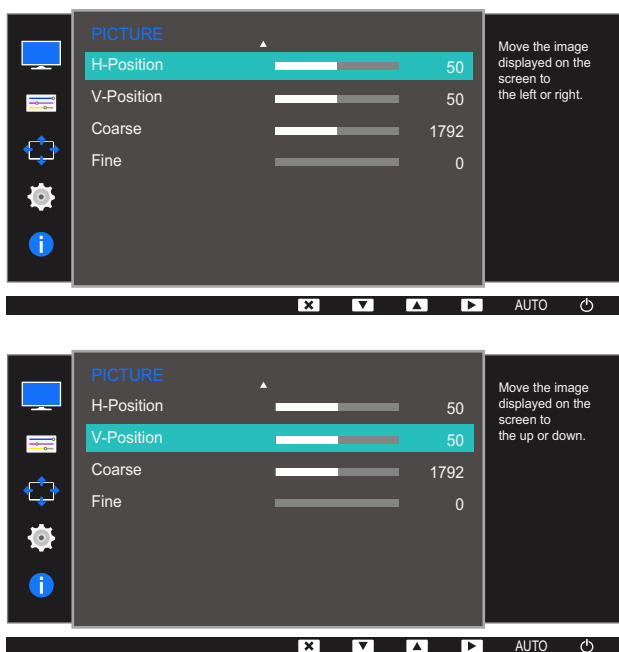 PICTURE
H-Position 50
V-Position 50
Coarse 1792
Fine 0
Move the image
displayed on the
screen to
the left or right.
AUTO
PICTURE
H-Position 50
V-Position 50
Coarse 1792
Fine 0
Move the image
displayed on the
screen to
the up or down.
AUTO